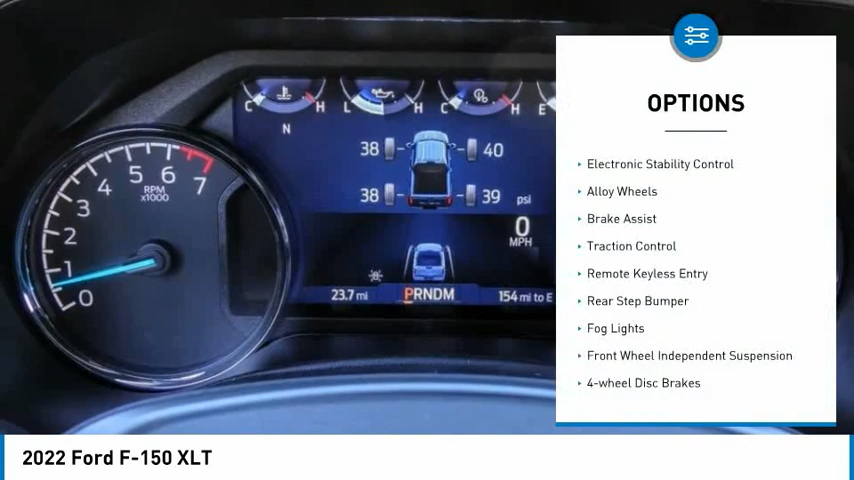 C H L H C H E
N
38 40
38 39 psi
0
MPH
23.7 mi PRNDM 154 mi to E
0 1 2 3 4 5 6 7
RPM
x1000
OPTIONS
Electronic Stability Control
Alloy Wheels
Brake Assist
Traction Control
Remote Keyless Entry
Rear Step Bumper
Fog Lights
Front Wheel Independent Suspension
4-wheel Disc Brakes
2022 Ford F-150 XLT